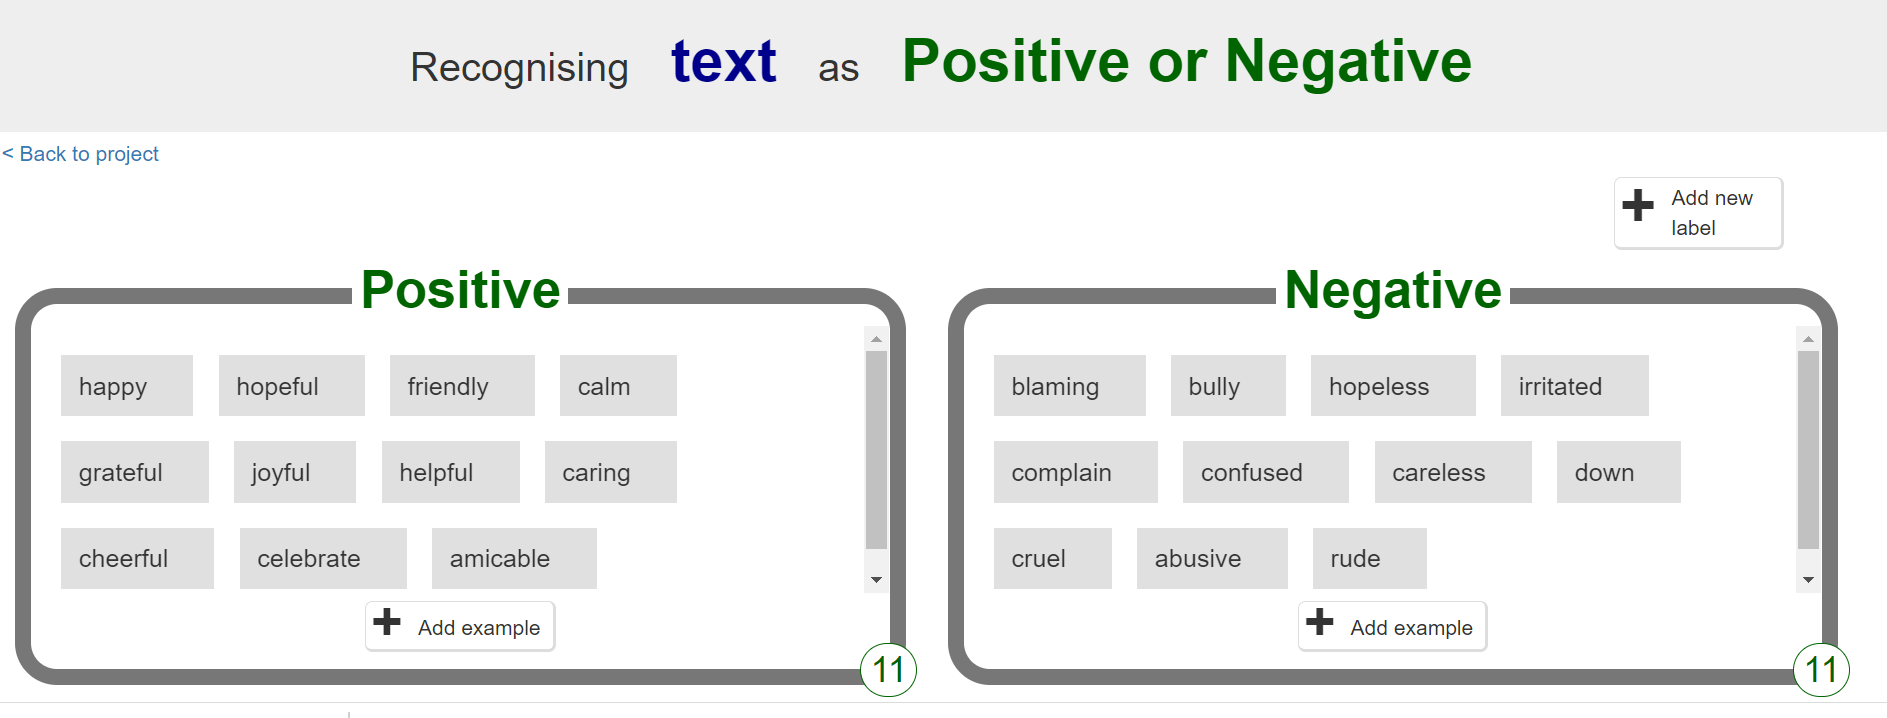 Recognising text as Positive or Negative
< Back to project
Add new
label
Positive
happy hopeful friendly calm
grateful joyful helpful caring
cheerful celebrate amicable
Add example
11
Negative
blaming bully hopeless irritated
complain confused careless down
cruel abusive rude
Add example
11